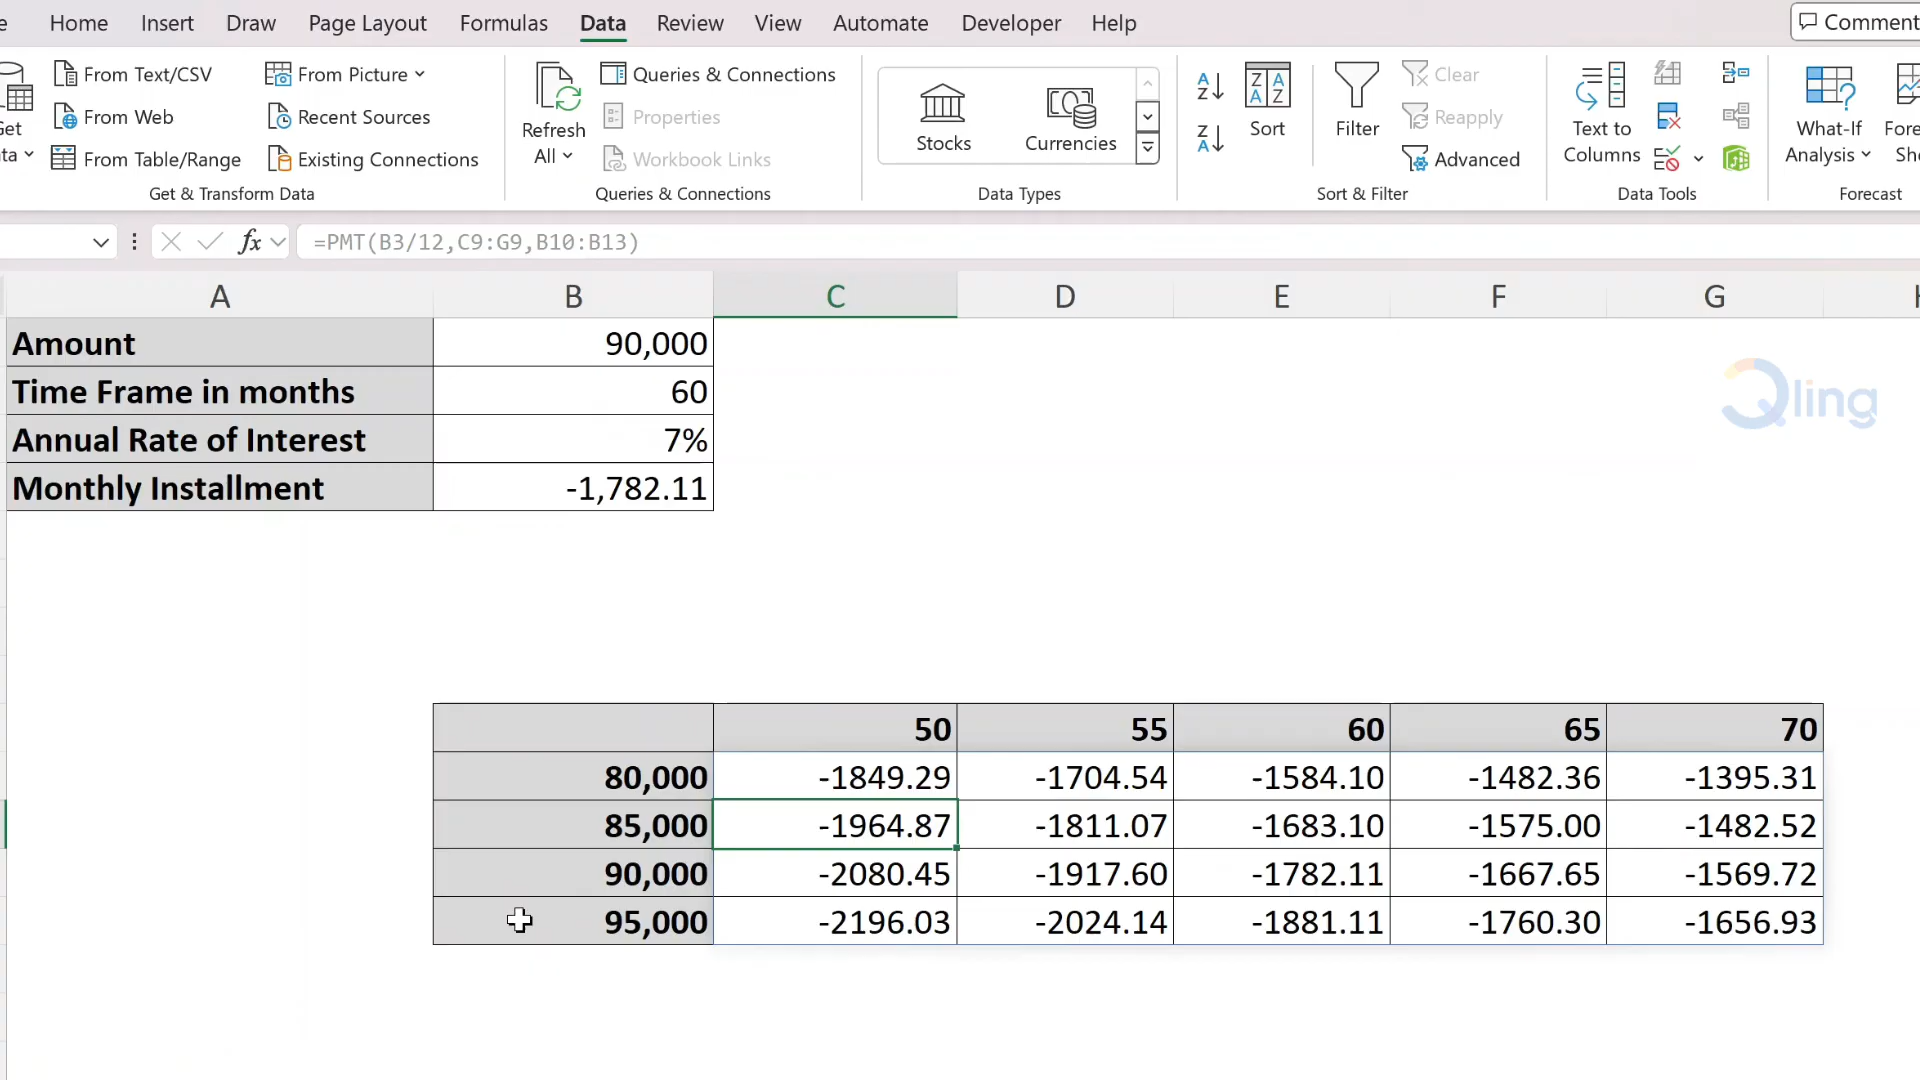 Home Insert Draw Page Layout Formulas Data Review View Automate Developer Help
From Text/CSV
From Web
From Table/Range
From Picture
Recent Sources
Existing Connections
Get & Transform Data
Refresh
All
Queries & Connections
Properties
Workbook Links
Queries & Connections
Stocks
Currencies
Data Types
Sort
Filter
Clear
Reapply
Advanced
Sort & Filter
Text to
Columns
Data Tools
What-If
Analysis
Forecast
fx =PMT(B3/12,C9:G9,B10:B13)
A B C D E F G
Amount 90,000
Time Frame in months 60
Annual Rate of Interest 7%
Monthly Installment -1,782.11
Qling
50 55 60 65 70
80,000 -1849.29 -1704.54 -1584.10 -1482.36 -1395.31
85,000 -1964.87 -1811.07 -1683.10 -1575.00 -1482.52
90,000 -2080.45 -1917.60 -1782.11 -1667.65 -1569.72
95,000 -2196.03 -2024.14 -1881.11 -1760.30 -1656.93